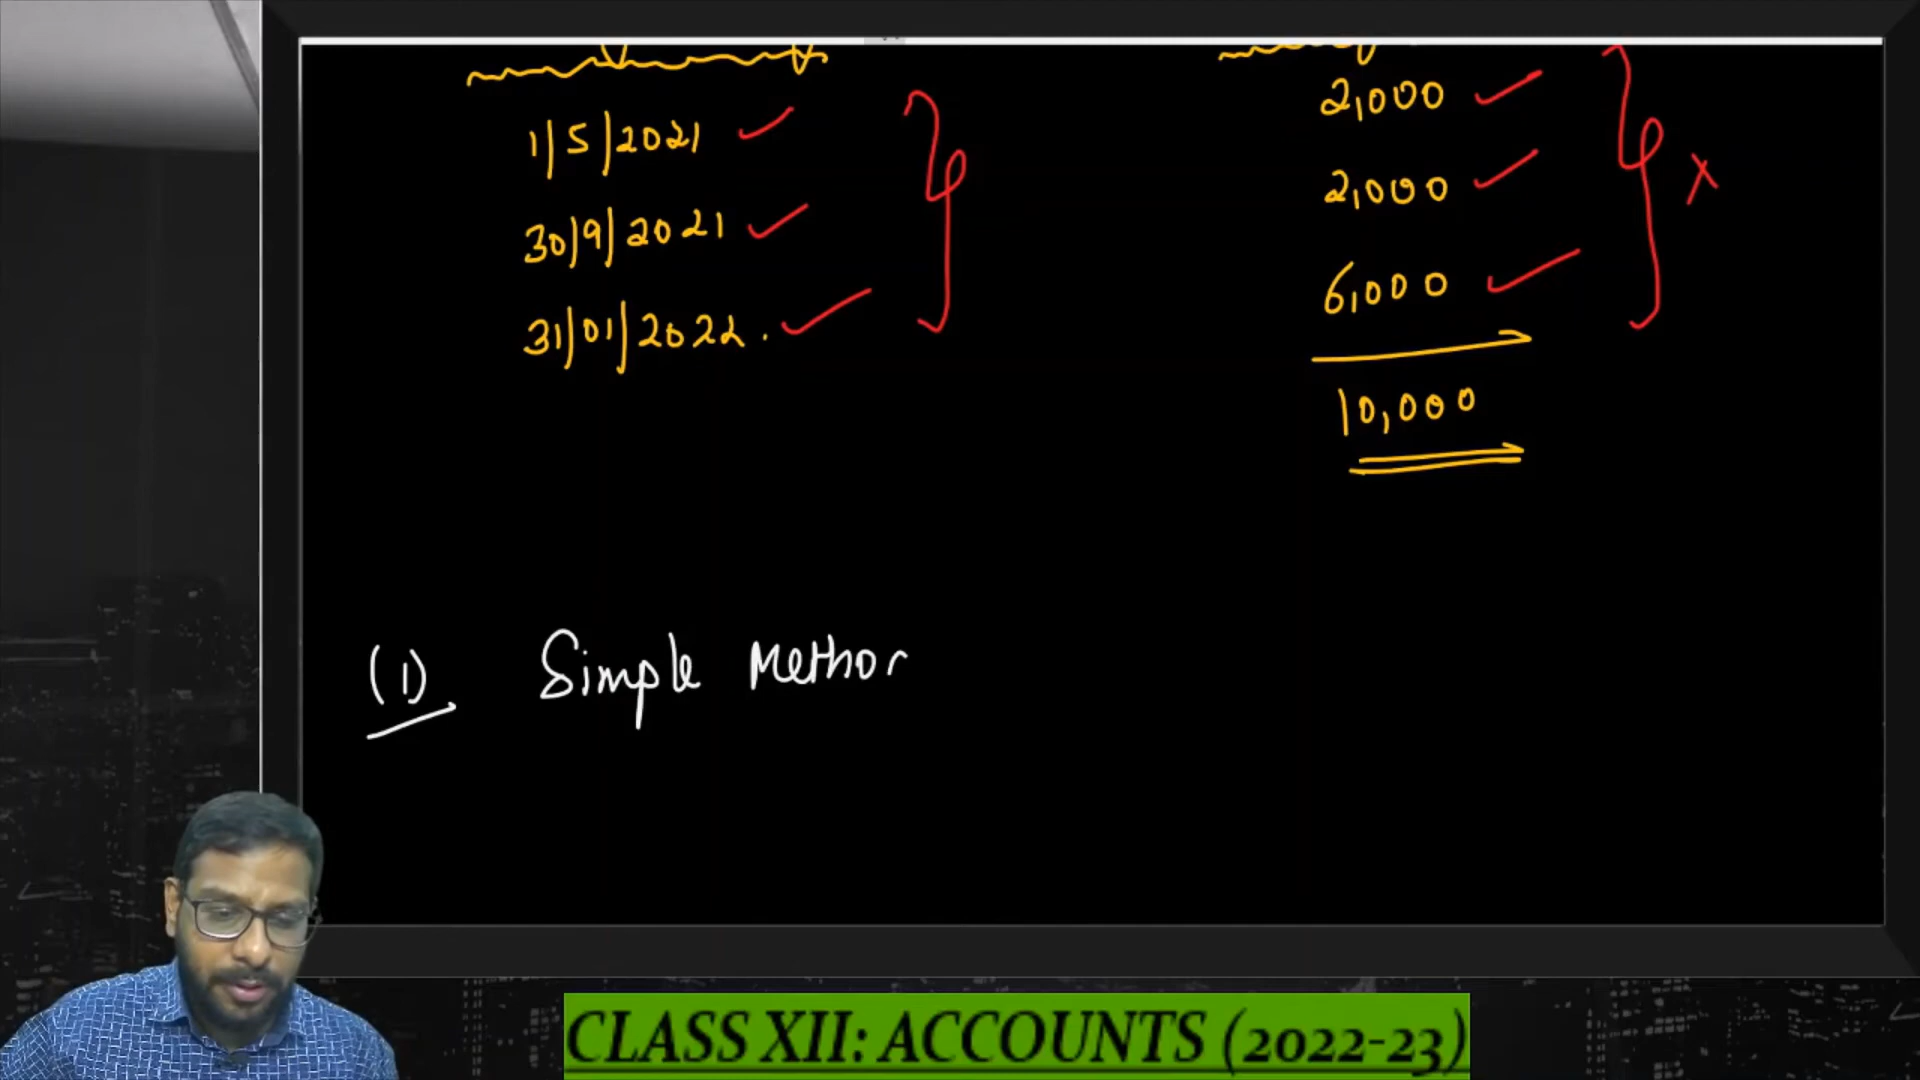 1/5/2021 2,000
30/9/2021 2,000
31/01/2022. 6,000
10,000
(1) Simple Methor
CLASS XII: ACCOUNTS (2022-23)